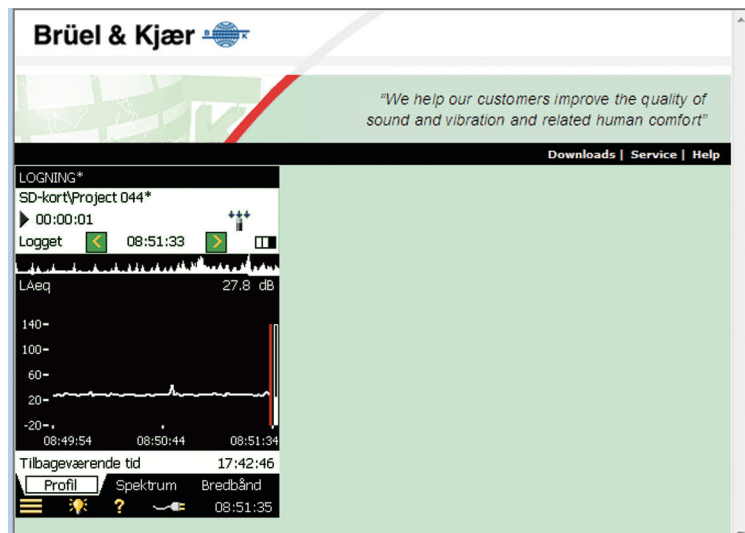 Brüel & Kjær B K
“We help our customers improve the quality of
sound and vibration and related human comfort”
Downloads | Service | Help
LOGNING*
SD-kort\Project 044*
00:00:01
Logget < 08:51:33 >
LAeq 27.8 dB
140-
100-
60-
20-
-20-
08:49:54 08:50:44 08:51:34
Tilbageværende tid 17:42:46
Profil Spektrum Bredbånd
? 08:51:35